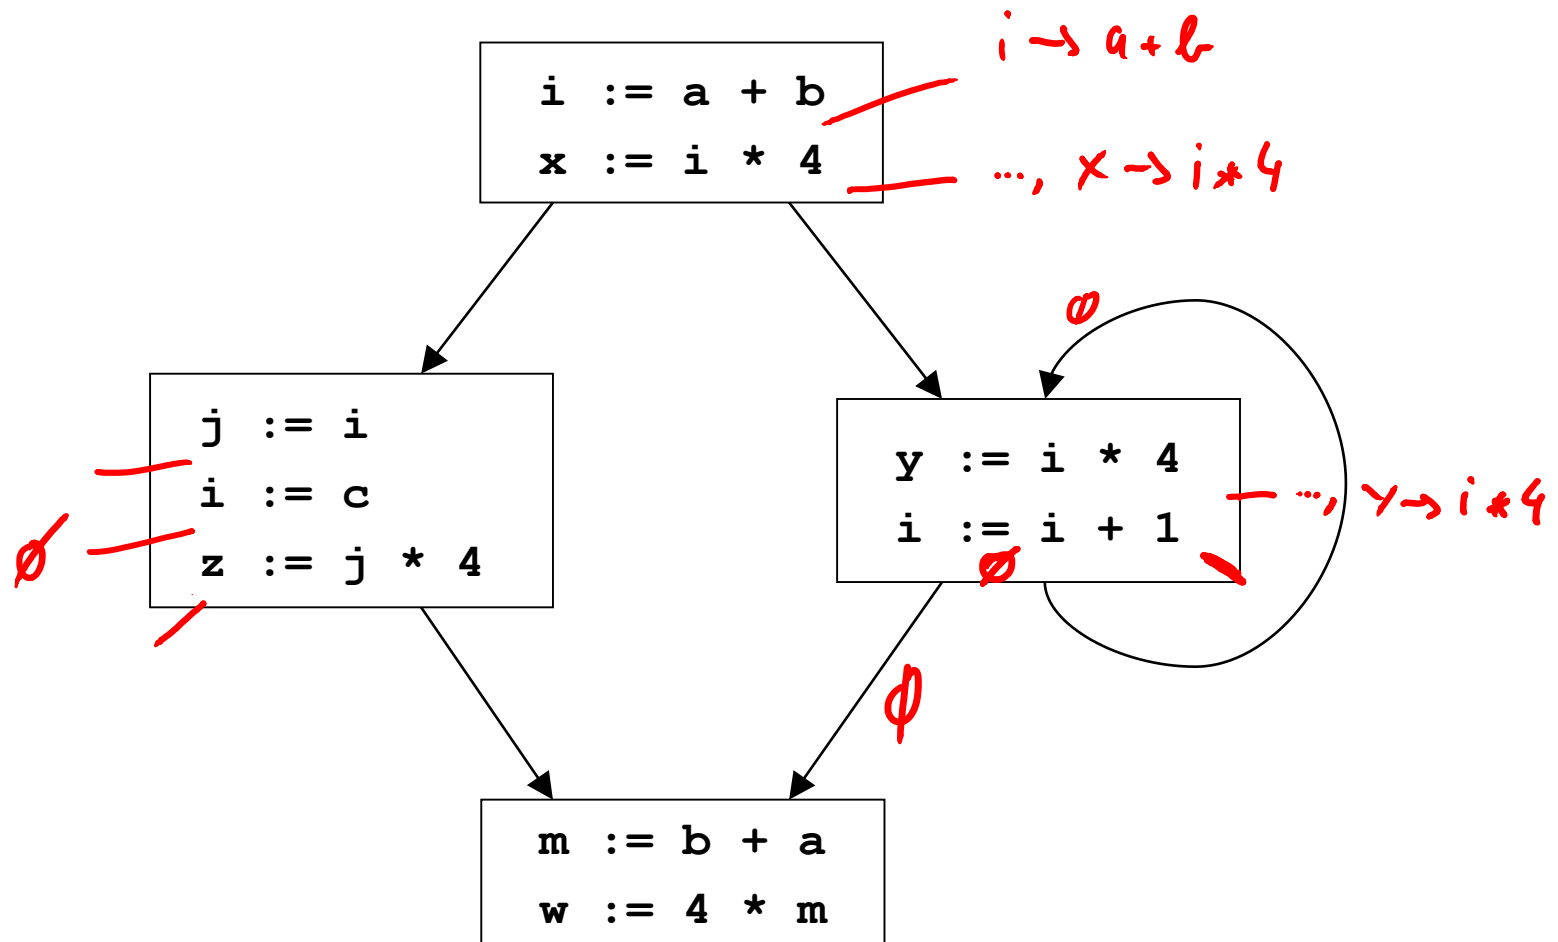 i → a + b
i := a + b
x := i * 4
..., x → i * 4
∅
j := i
i := c
z := j * 4
∅
y := i * 4
i := i + 1
..., y → i * 4
∅
∅
m := b + a
w := 4 * m